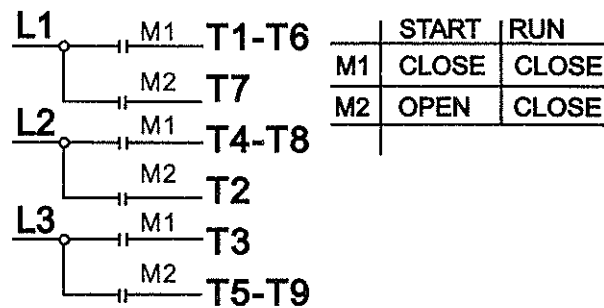 L1 M1 T1-T6
M2 T7
L2 M1 T4-T8
M2 T2
L3 M1 T3
M2 T5-T9
START RUN
M1 CLOSE CLOSE
M2 OPEN CLOSE